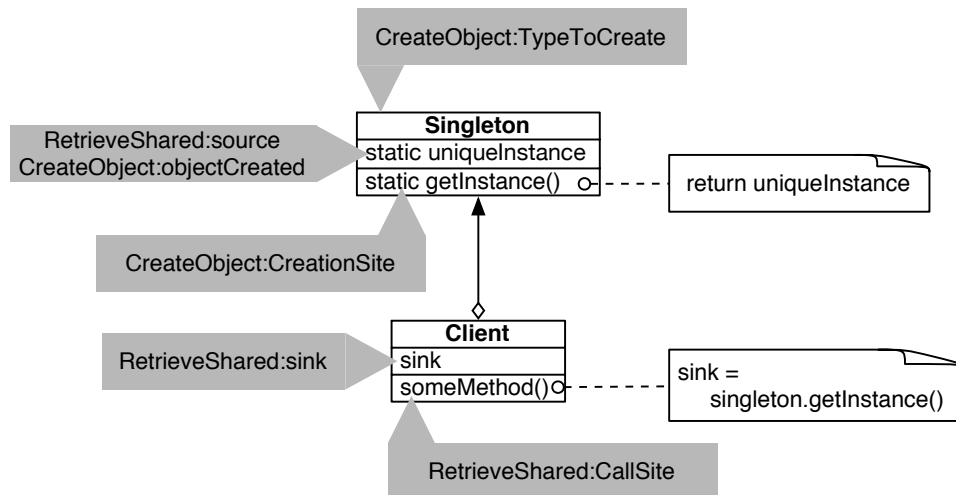 CreateObject:TypeToCreate
Singleton
RetrieveShared:source
CreateObject:objectCreated
static uniqueInstance
static getInstance()
return uniqueInstance
CreateObject:CreationSite
Client
RetrieveShared:sink
sink
someMethod()
sink =
singleton.getInstance()
RetrieveShared:CallSite